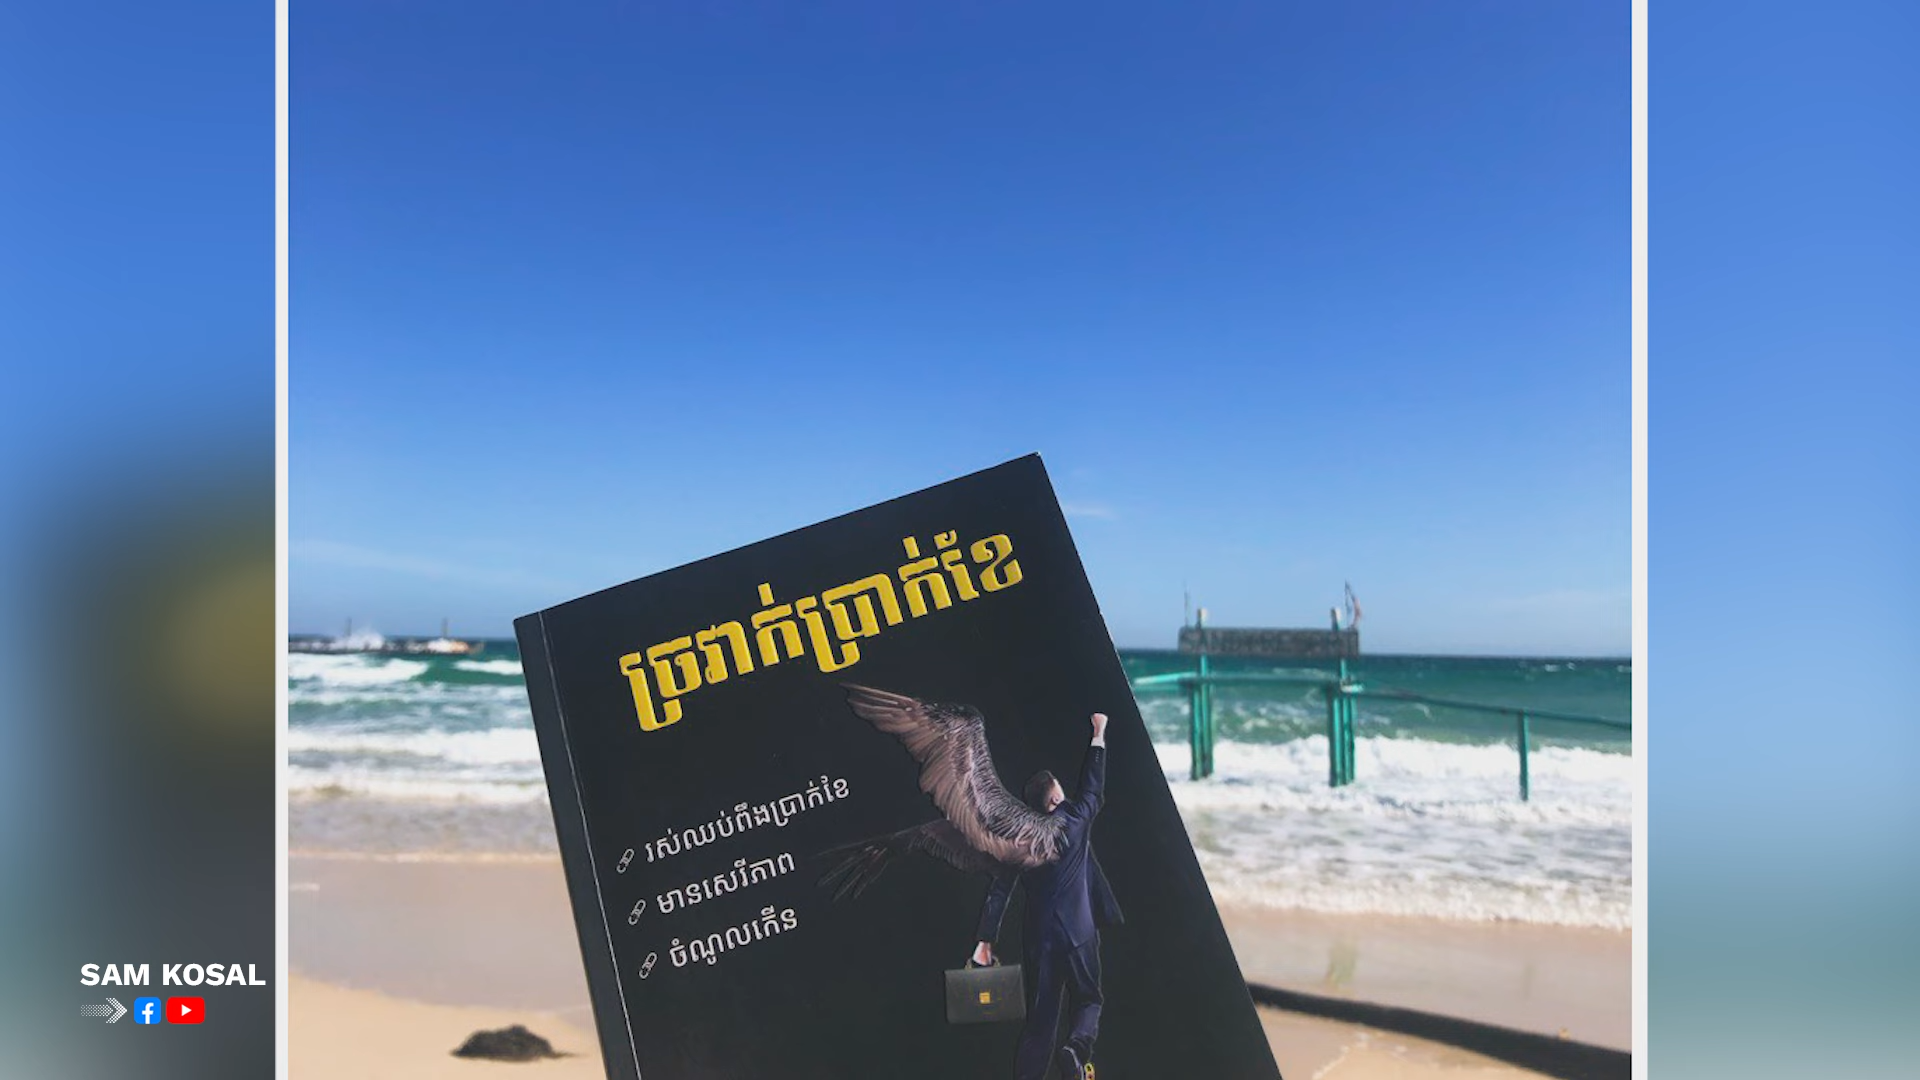 ច្រវាក់ប្រាក់ខែ
រស់ឈប់ពឹងប្រាក់ខែ
មានសេរីភាព
ចំណូលកើន
SAM KOSAL